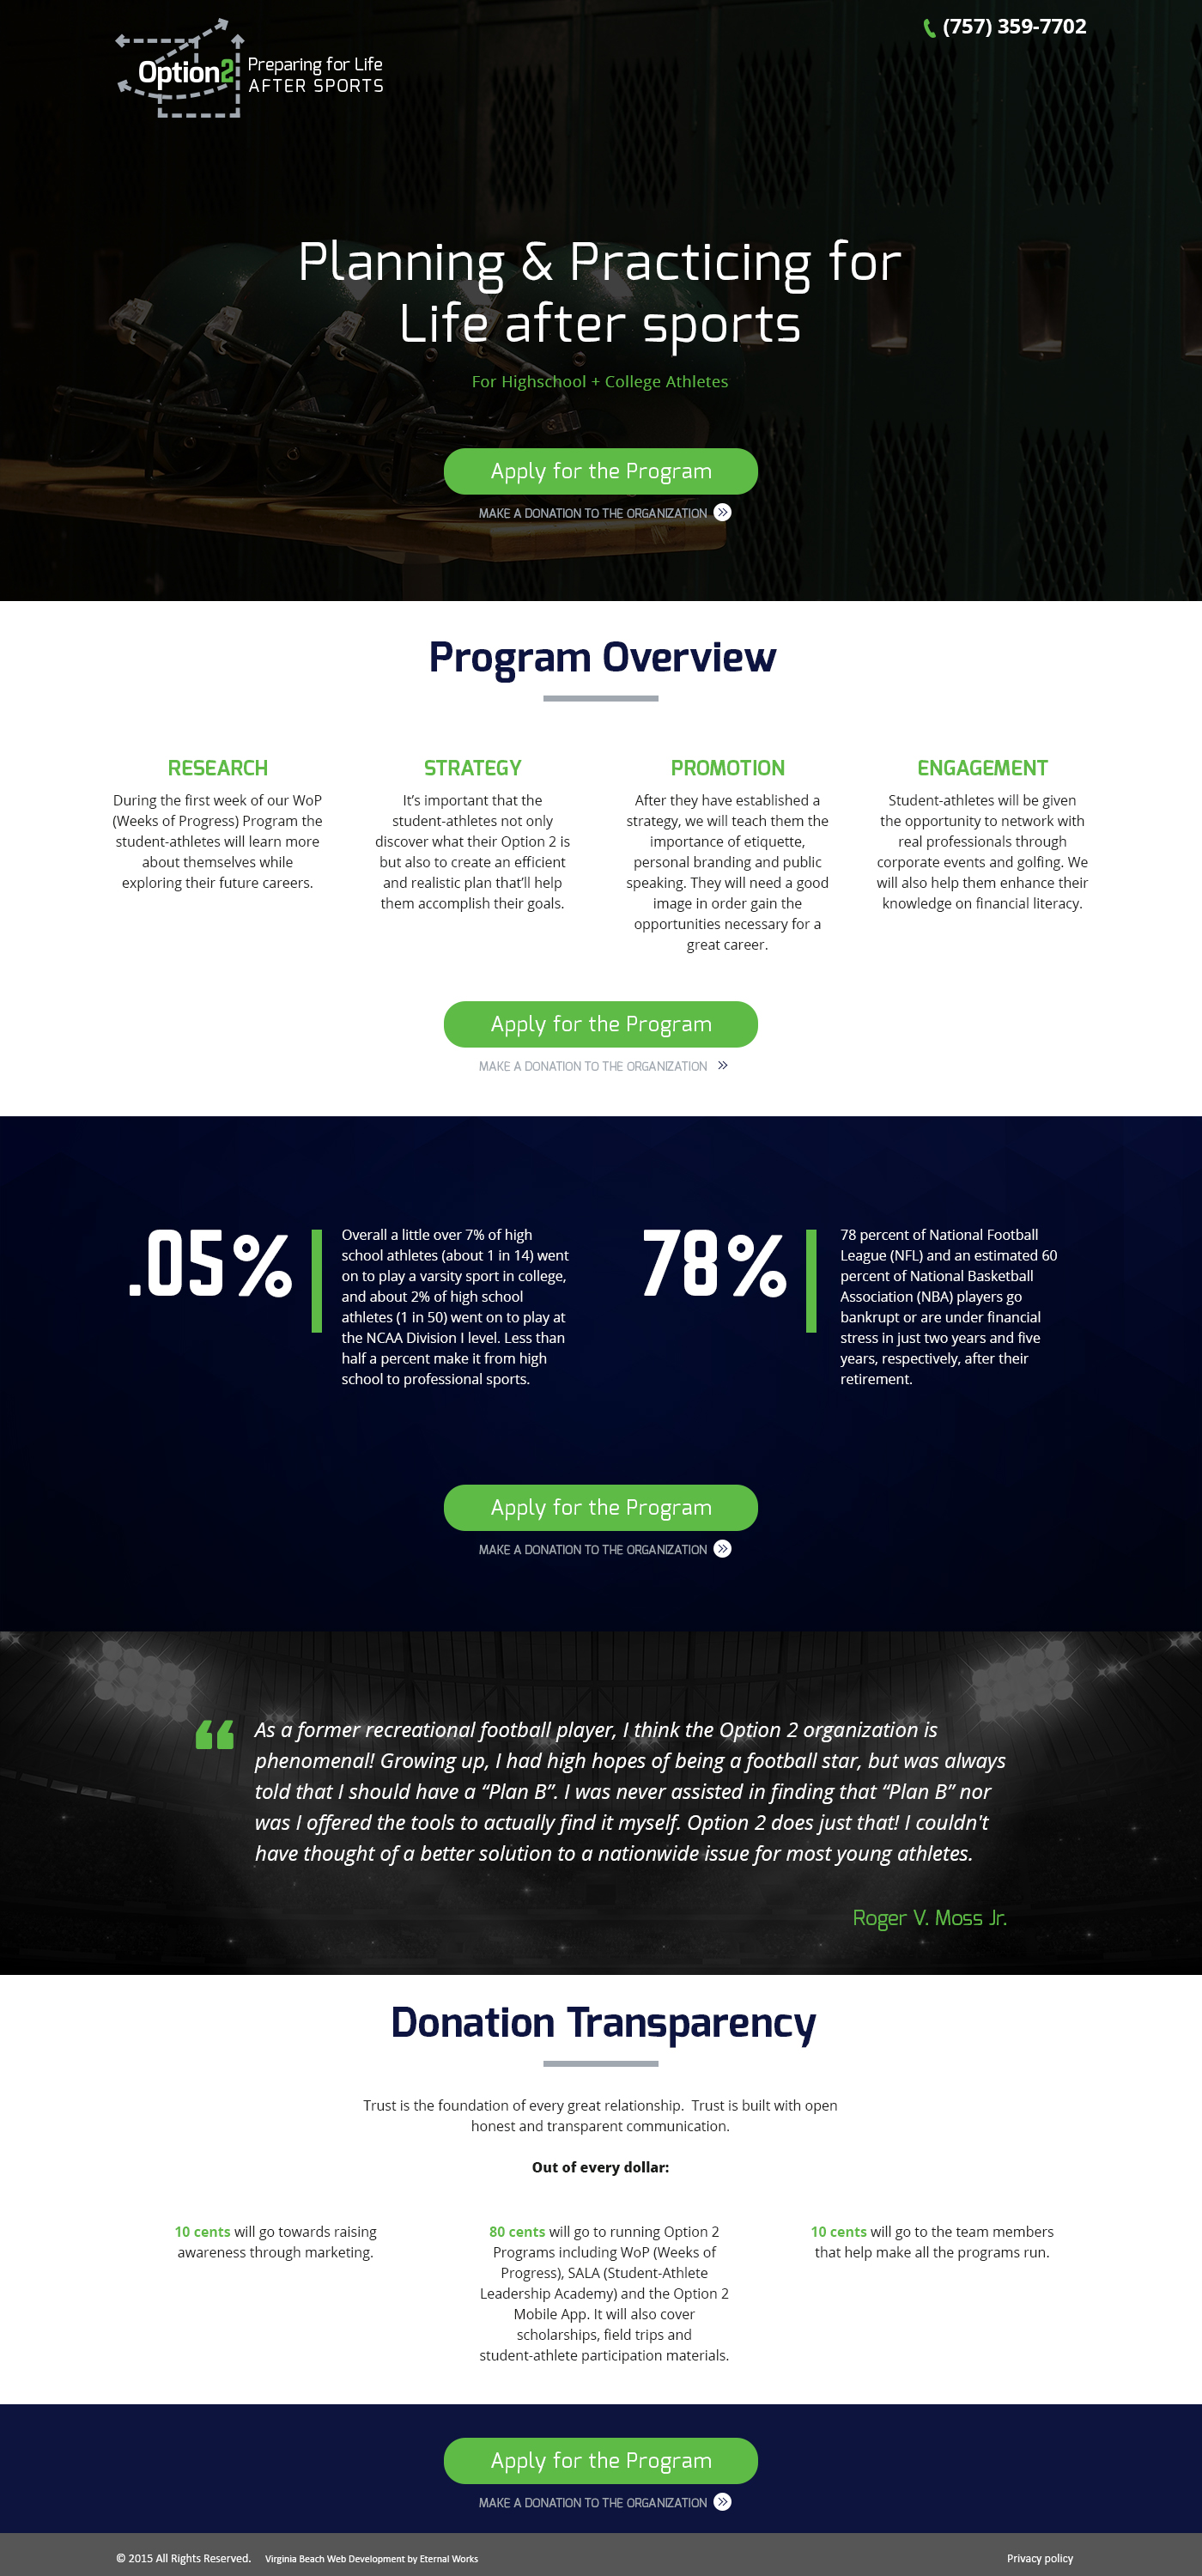 (757) 359-7702
Option2
Preparing for Life
AFTER SPORTS
Planning & Practicing for
Life after sports
For Highschool + College Athletes
Apply for the Program
MAKE A DONATION TO THE ORGANIZATION
Program Overview
RESEARCH
During the first week of our WoP
(Weeks of Progress) Program the
student-athletes will learn more
about themselves while
exploring their future careers.
STRATEGY
It’s important that the
student-athletes not only
discover what their Option 2 is
but also to create an efficient
and realistic plan that’ll help
them accomplish their goals.
PROMOTION
After they have established a
strategy, we will teach them the
importance of etiquette,
personal branding and public
speaking. They will need a good
image in order gain the
opportunities necessary for a
great career.
ENGAGEMENT
Student-athletes will be given
the opportunity to network with
real professionals through
corporate events and golfing. We
will also help them enhance their
knowledge on financial literacy.
Apply for the Program
MAKE A DONATION TO THE ORGANIZATION
.05%
Overall a little over 7% of high
school athletes (about 1 in 14) went
on to play a varsity sport in college,
and about 2% of high school
athletes (1 in 50) went on to play at
the NCAA Division I level. Less than
half a percent make it from high
school to professional sports.
78%
78 percent of National Football
League (NFL) and an estimated 60
percent of National Basketball
Association (NBA) players go
bankrupt or are under financial
stress in just two years and five
years, respectively, after their
retirement.
Apply for the Program
MAKE A DONATION TO THE ORGANIZATION
“
As a former recreational football player, I think the Option 2 organization is
phenomenal! Growing up, I had high hopes of being a football star, but was always
told that I should have a “Plan B”. I was never assisted in finding that “Plan B” nor
was I offered the tools to actually find it myself. Option 2 does just that! I couldn't
have thought of a better solution to a nationwide issue for most young athletes.
Roger V. Moss Jr.
Donation Transparency
Trust is the foundation of every great relationship.  Trust is built with open
honest and transparent communication.
Out of every dollar:
10 cents will go towards raising
awareness through marketing.
80 cents will go to running Option 2
Programs including WoP (Weeks of
Progress), SALA (Student-Athlete
Leadership Academy) and the Option 2
Mobile App. It will also cover
scholarships, field trips and
student-athlete participation materials.
10 cents will go to the team members
that help make all the programs run.
Apply for the Program
MAKE A DONATION TO THE ORGANIZATION
© 2015 All Rights Reserved. Virginia Beach Web Development by Eternal Works
Privacy policy